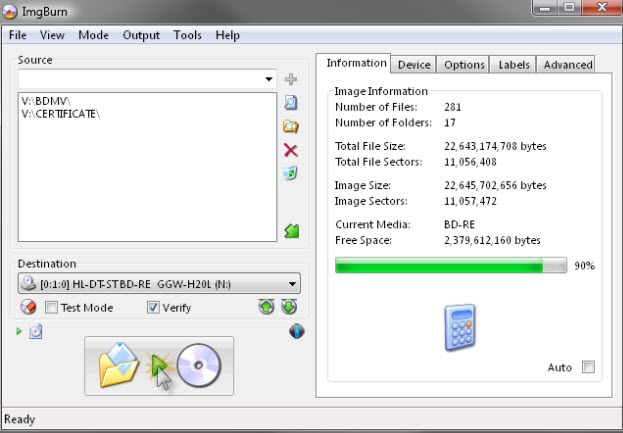 ImgBurn
File View Mode Output Tools Help
Source
V:\BDMV\
V:\CERTIFICATE\
Destination
[0:1:0] HL-DT-STBD-RE GGW-H20L (N:)
Test Mode Verify
Information Device Options Labels Advanced
Image Information
Number of Files: 281
Number of Folders: 17
Total File Size: 22,643,174,708 bytes
Total File Sectors: 11,056,408
Image Size: 22,645,702,656 bytes
Image Sectors: 11,057,472
Current Media: BD-RE
Free Space: 2,379,612,160 bytes
90%
Auto
Ready